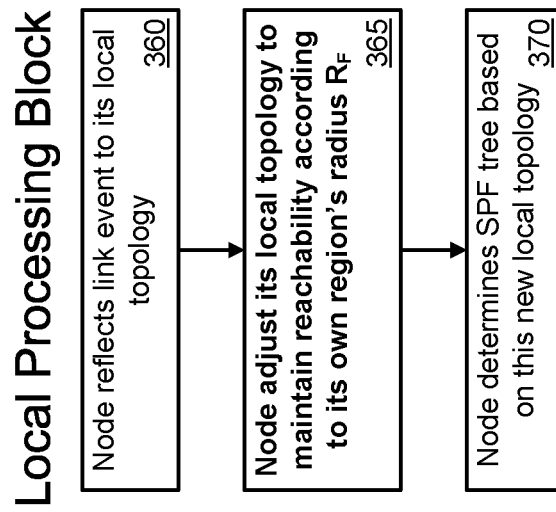 Local Processing Block
Node reflects link event to its local
topology
360
Node adjust its local topology to
maintain reachability according
to its own region's radius RF
365
Node determines SPF tree based
on this new local topology
370